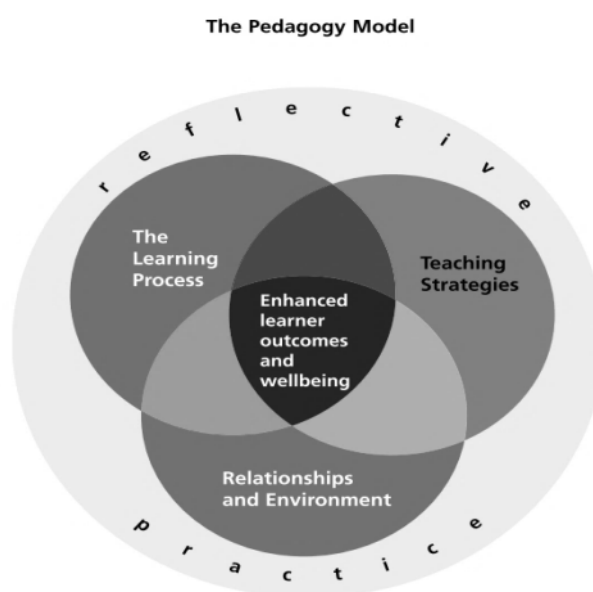 The Pedagogy Model
reflective
The
Learning
Process
Teaching
Strategies
Enhanced
learner
outcomes
and
wellbeing
Relationships
and Environment
practice